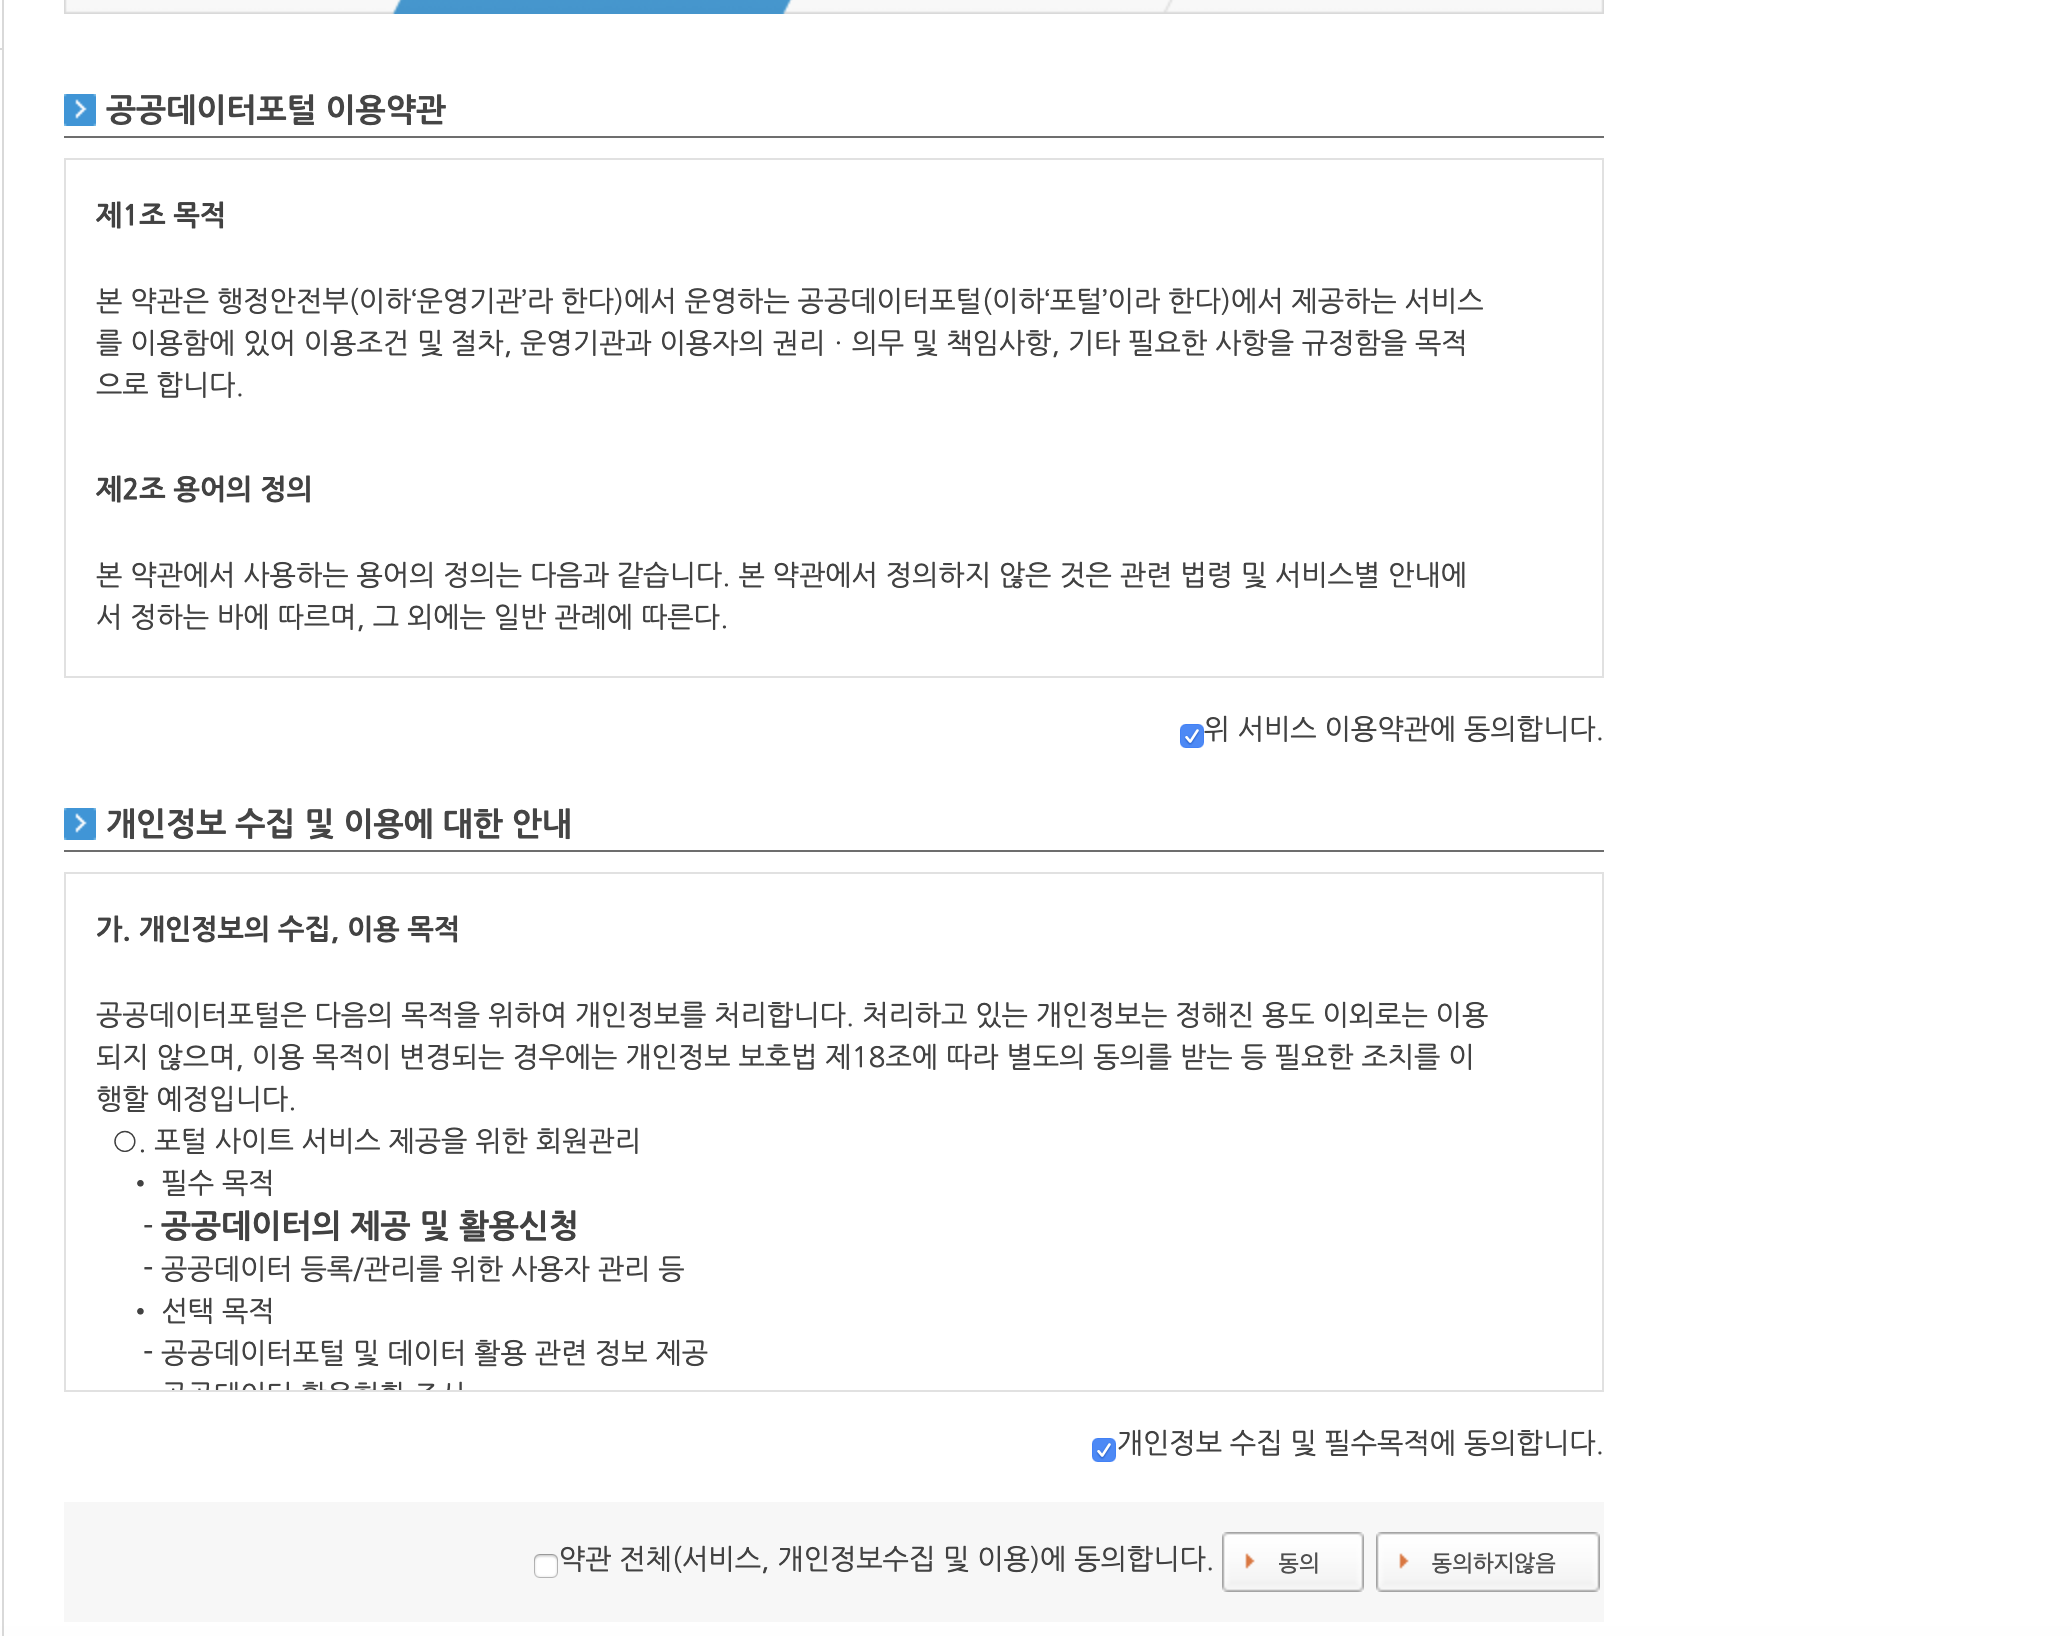 공공데이터포털 이용약관
제1조 목적
본 약관은 행정안전부(이하‘운영기관’라 한다)에서 운영하는 공공데이터포털(이하‘포털’이라 한다)에서 제공하는 서비스
를 이용함에 있어 이용조건 및 절차, 운영기관과 이용자의 권리 · 의무 및 책임사항, 기타 필요한 사항을 규정함을 목적
으로 합니다.
제2조 용어의 정의
본 약관에서 사용하는 용어의 정의는 다음과 같습니다. 본 약관에서 정의하지 않은 것은 관련 법령 및 서비스별 안내에
서 정하는 바에 따르며, 그 외에는 일반 관례에 따른다.
위 서비스 이용약관에 동의합니다.
개인정보 수집 및 이용에 대한 안내
가. 개인정보의 수집, 이용 목적
공공데이터포털은 다음의 목적을 위하여 개인정보를 처리합니다. 처리하고 있는 개인정보는 정해진 용도 이외로는 이용
되지 않으며, 이용 목적이 변경되는 경우에는 개인정보 보호법 제18조에 따라 별도의 동의를 받는 등 필요한 조치를 이
행할 예정입니다.
○. 포털 사이트 서비스 제공을 위한 회원관리
• 필수 목적
- 공공데이터의 제공 및 활용신청
- 공공데이터 등록/관리를 위한 사용자 관리 등
• 선택 목적
- 공공데이터포털 및 데이터 활용 관련 정보 제공
개인정보 수집 및 필수목적에 동의합니다.
약관 전체(서비스, 개인정보수집 및 이용)에 동의합니다. 동의 동의하지않음